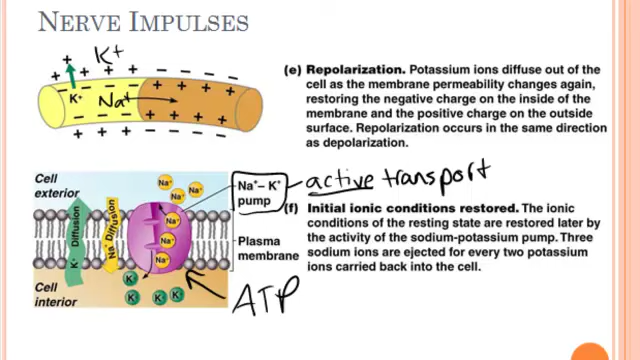 NERVE IMPULSES
K+
+ + + + + + − − − −
K+
Na+
(e) Repolarization. Potassium ions diffuse out of the
cell as the membrane permeability changes again,
restoring the negative charge on the inside of the
membrane and the positive charge on the outside
surface. Repolarization occurs in the same direction
as depolarization.
Cell
exterior
Na+ Na+
Na+
Na+–K+
pump
active transport
K+ Diffusion
Na+ Diffusion
Na+
Na+
Na+
Plasma
membrane
(f) Initial ionic conditions restored. The ionic
conditions of the resting state are restored later by
the activity of the sodium-potassium pump. Three
sodium ions are ejected for every two potassium
ions carried back into the cell.
K+
K+ K+ K+
Cell
interior
ATP